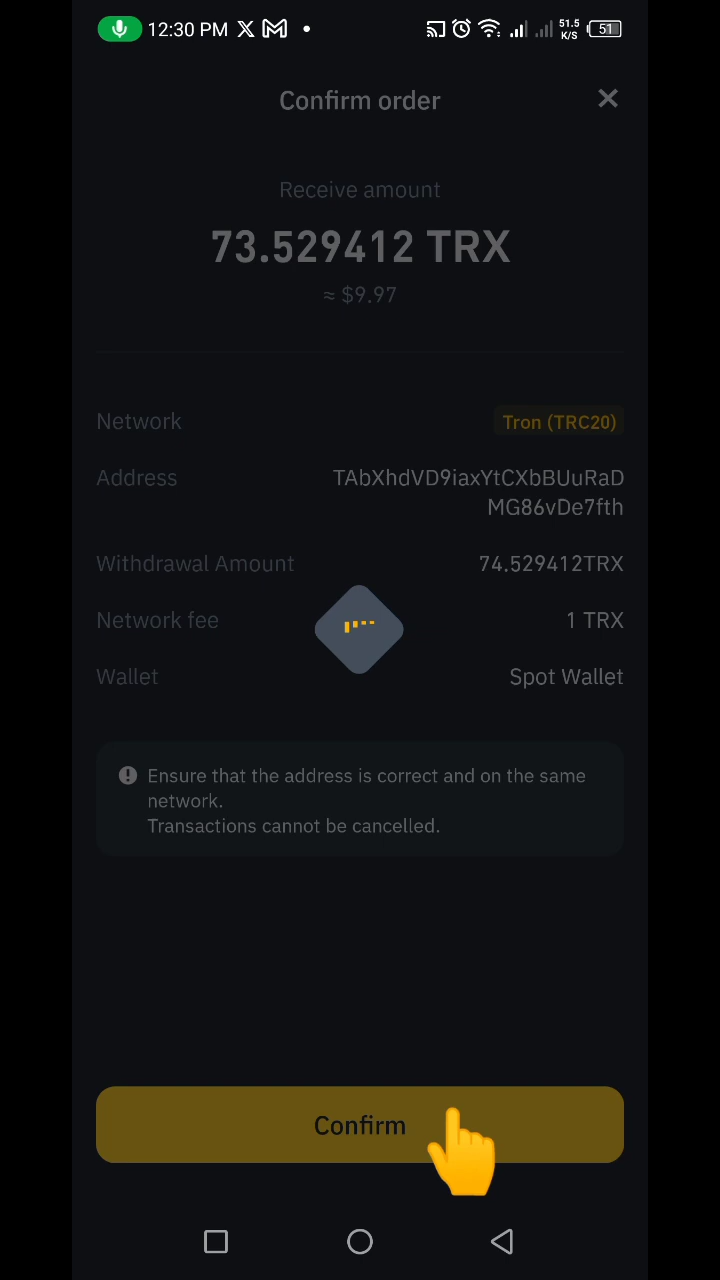 12:30 PM
51.5
K/S
51
Confirm order
Receive amount
73.529412 TRX
≈ $9.97
Network
Tron (TRC20)
Address
TAbXhdVD9iaxYtCXbBUuRaD
MG86vDe7fth
Withdrawal Amount
74.529412TRX
Network fee
1 TRX
Wallet
Spot Wallet
Ensure that the address is correct and on the same
network.
Transactions cannot be cancelled.
Confirm